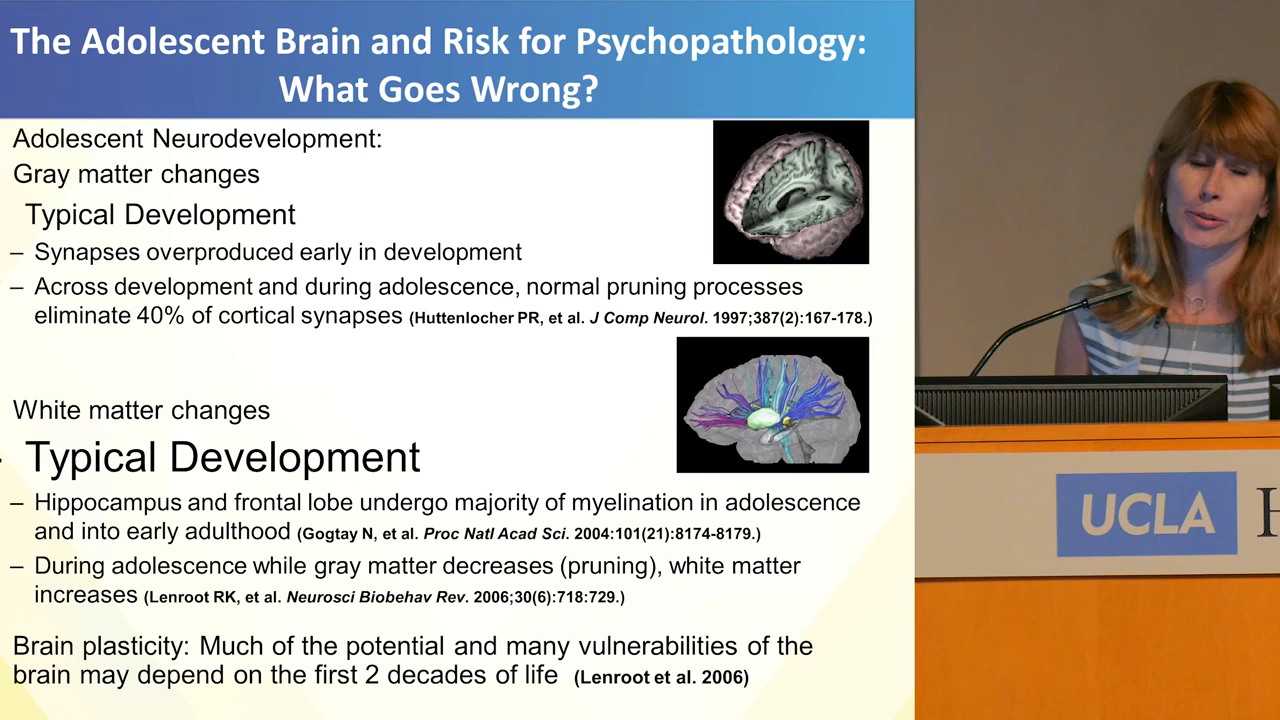 The Adolescent Brain and Risk for Psychopathology:
What Goes Wrong?
Adolescent Neurodevelopment:
Gray matter changes
Typical Development
– Synapses overproduced early in development
– Across development and during adolescence, normal pruning processes
eliminate 40% of cortical synapses (Huttenlocher PR, et al. J Comp Neurol. 1997;387(2):167-178.)
White matter changes
Typical Development
– Hippocampus and frontal lobe undergo majority of myelination in adolescence
and into early adulthood (Gogtay N, et al. Proc Natl Acad Sci. 2004:101(21):8174-8179.)
– During adolescence while gray matter decreases (pruning), white matter
increases (Lenroot RK, et al. Neurosci Biobehav Rev. 2006;30(6):718:729.)
Brain plasticity: Much of the potential and many vulnerabilities of the
brain may depend on the first 2 decades of life (Lenroot et al. 2006)
UCLA H